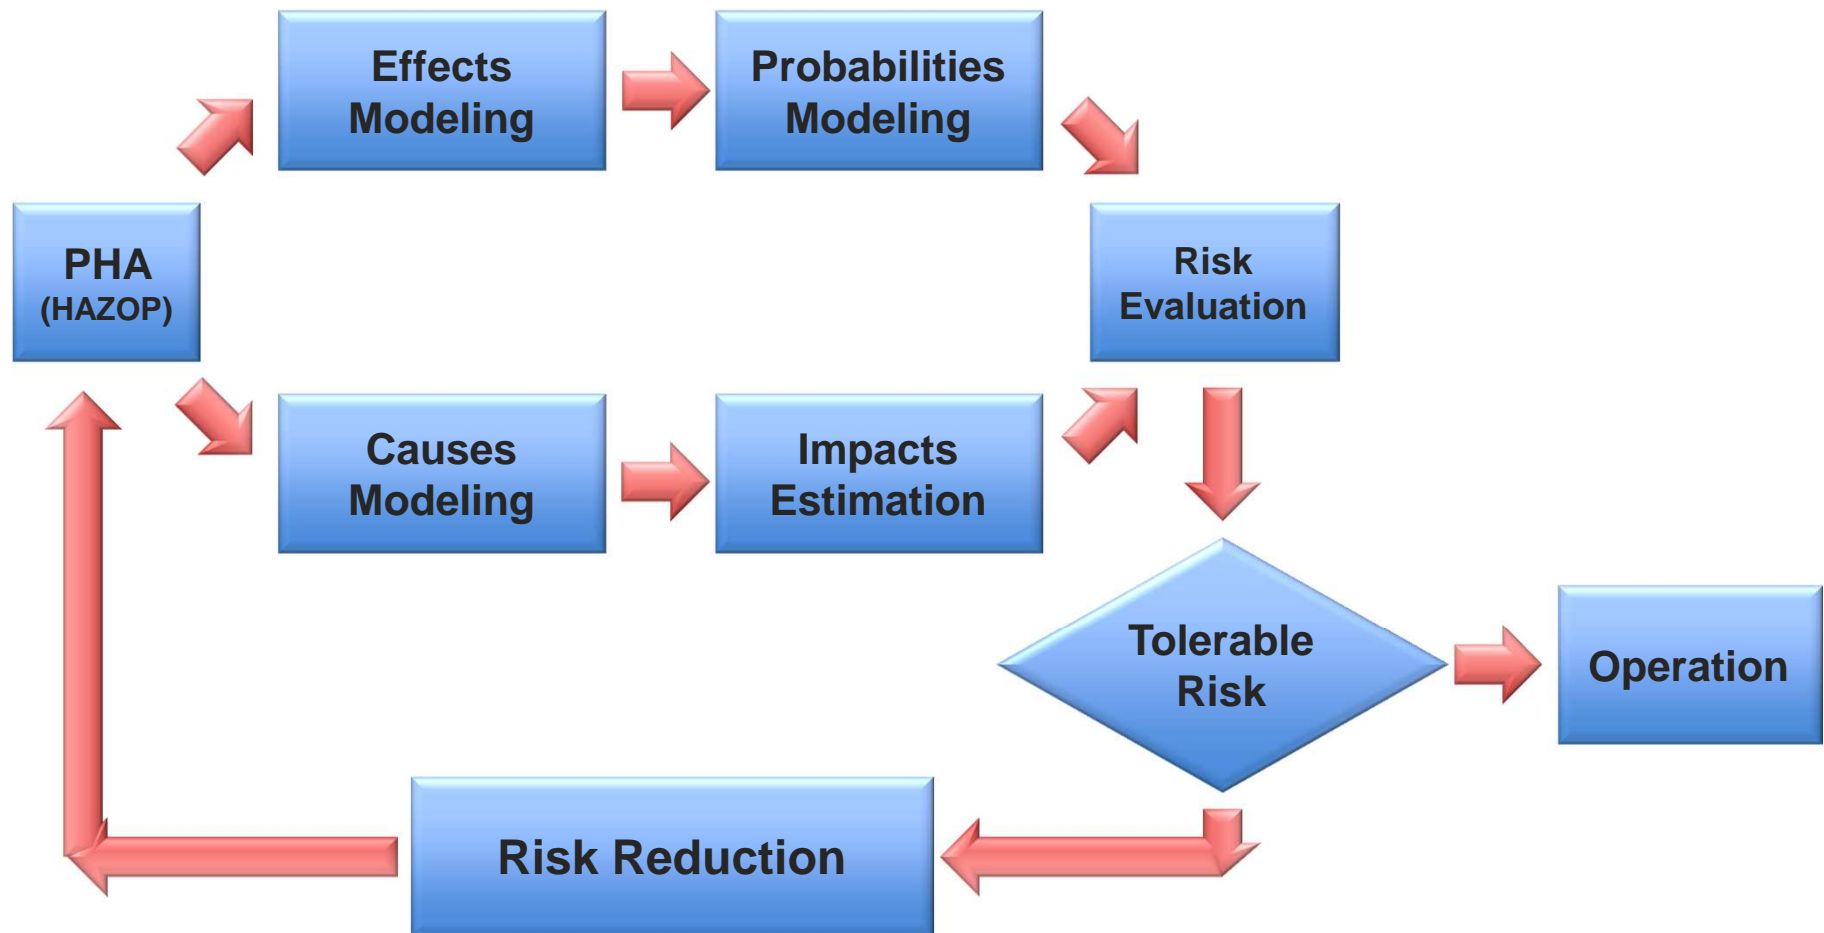 Effects
Modeling
Probabilities
Modeling
PHA
(HAZOP)
Risk
Evaluation
Causes
Modeling
Impacts
Estimation
Tolerable
Risk
Operation
Risk Reduction